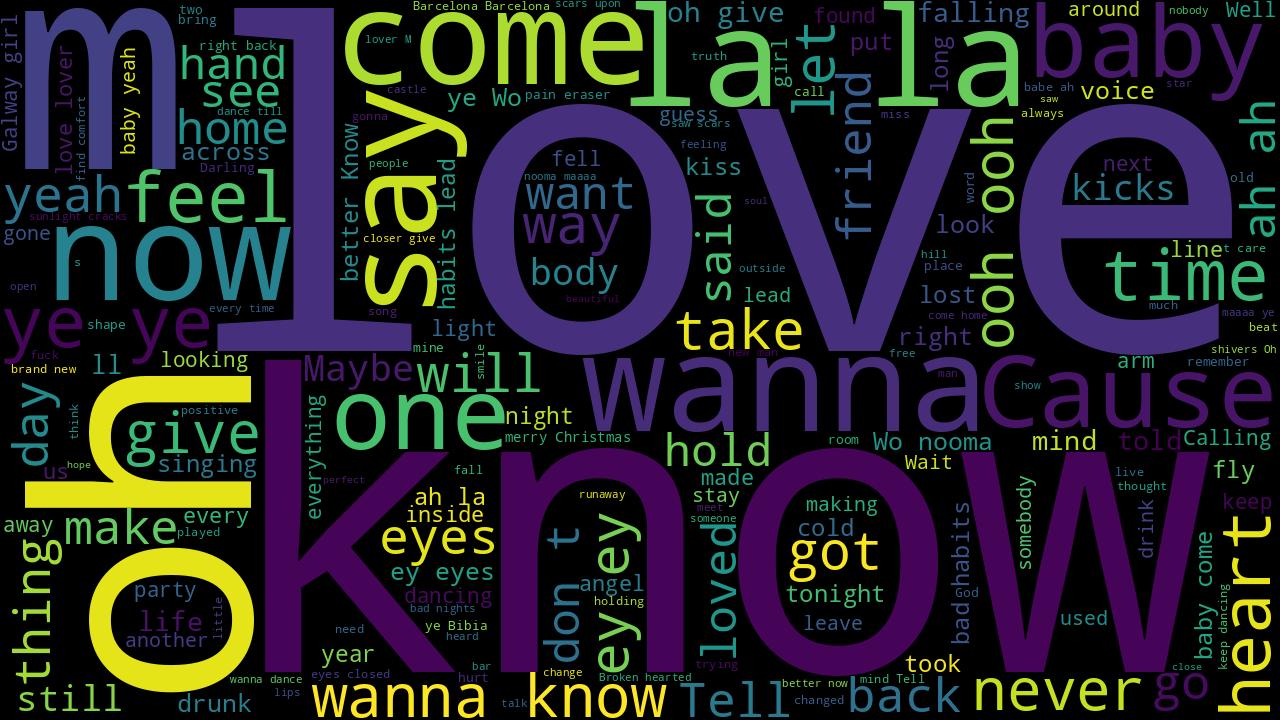 m
love
come
la la
baby
oh give
found
falling
around
nobody
Well
Barcelona Barcelona
scars upon
two
bring
right back
hand
see
dance till
home
across
Darling
Galway girl
love lover
find comfort
baby yeah
lover M
castle
gonna
people
say
closer give
song
better Know
habits lead
ye Wo
pain eraser
truth
girl
let
call
put
long
babe ah
saw
always
voice
star
guess
saw scars
feeling
kiss
miss
friend
word
soul
said
fell
nooma maaaa
want
way
body
beautiful
outside
lead
take
look
hill
place
lost
come home
right
free
ooh ooh
next
kicks
old
ah ah
line
t care
time
much
maaaa ye
beat
shivers Oh
yeah
feel
sunlight cracks
gone
now
s
open
every time
ye ye
shape
fuck
brand new
ll
looking
light
mine
smile
new man
Maybe
will
one
night
merry Christmas
wanna
man
Cause
show
arm
remember
day
think
positive
give
singing
us
hope
oh
everything
perfect
know
hold
room
Wo nooma
mind
told
Calling
Wait
live
thought
fly
keep
made
stay
meet
someone
fall
runaway
away
make
every
played
ah la
inside
eyes
ey eyes
dancing
bad nights
ye Bibia
heard
don t
ey ey
angel
holding
loved
making
cold
got
tonight
leave
bad habits
God
somebody
used
drink
baby come
keep dancing
heart
thing
party
life
another
little
need
year
eyes closed
bar
hurt
change
Broken hearted
trying
took
close
still
drunk
wanna dance
lips
wanna know
talk
Tell
better now
changed
mind Tell
back
never
go